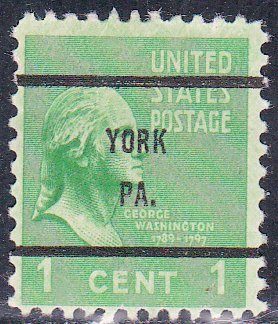 UNITED
STATES
POSTAGE
YORK
PA.
GEORGE
WASHINGTON
1789-1797
1 CENT 1